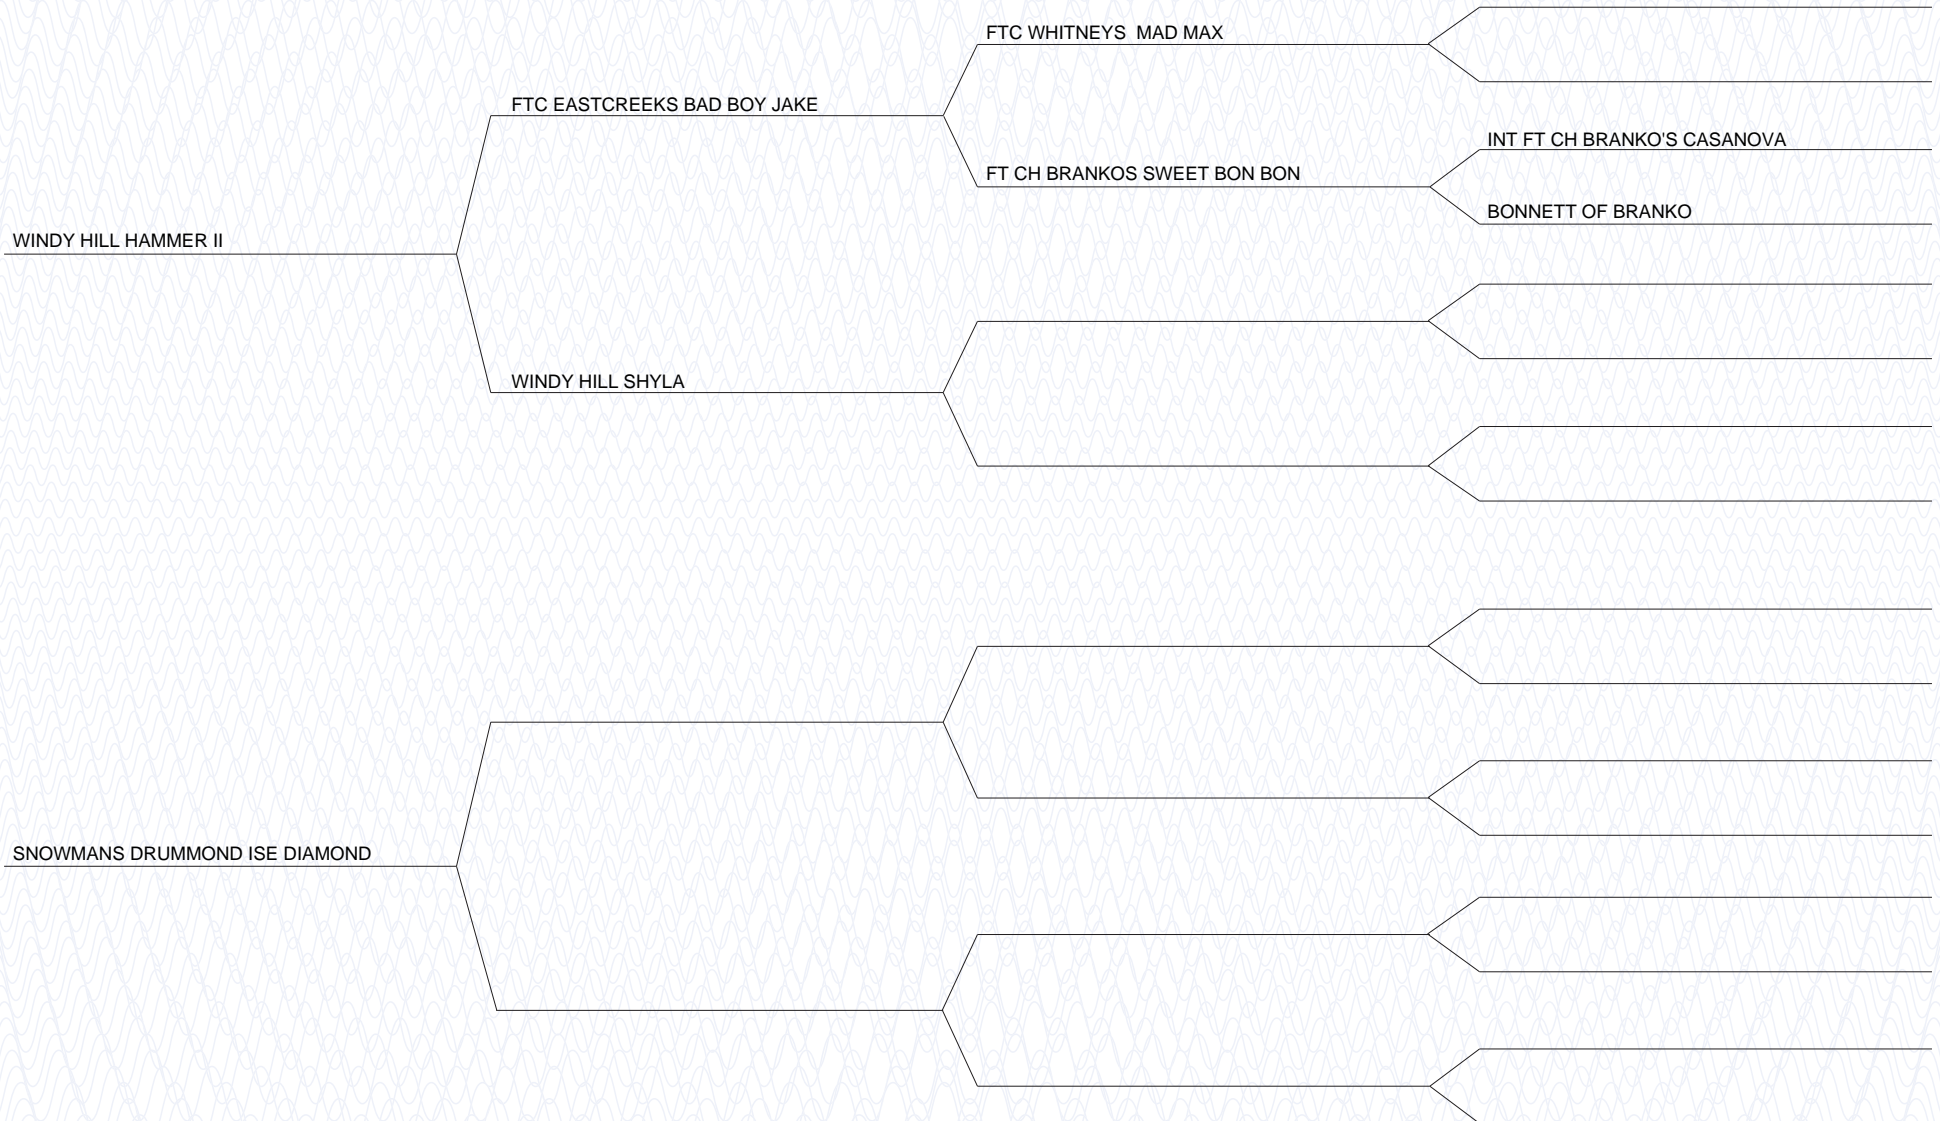 FTC WHITNEYS  MAD MAX
FTC EASTCREEKS BAD BOY JAKE
INT FT CH BRANKO'S CASANOVA
FT CH BRANKOS SWEET BON BON
BONNETT OF BRANKO
WINDY HILL HAMMER II
WINDY HILL SHYLA
SNOWMANS DRUMMOND ISE DIAMOND